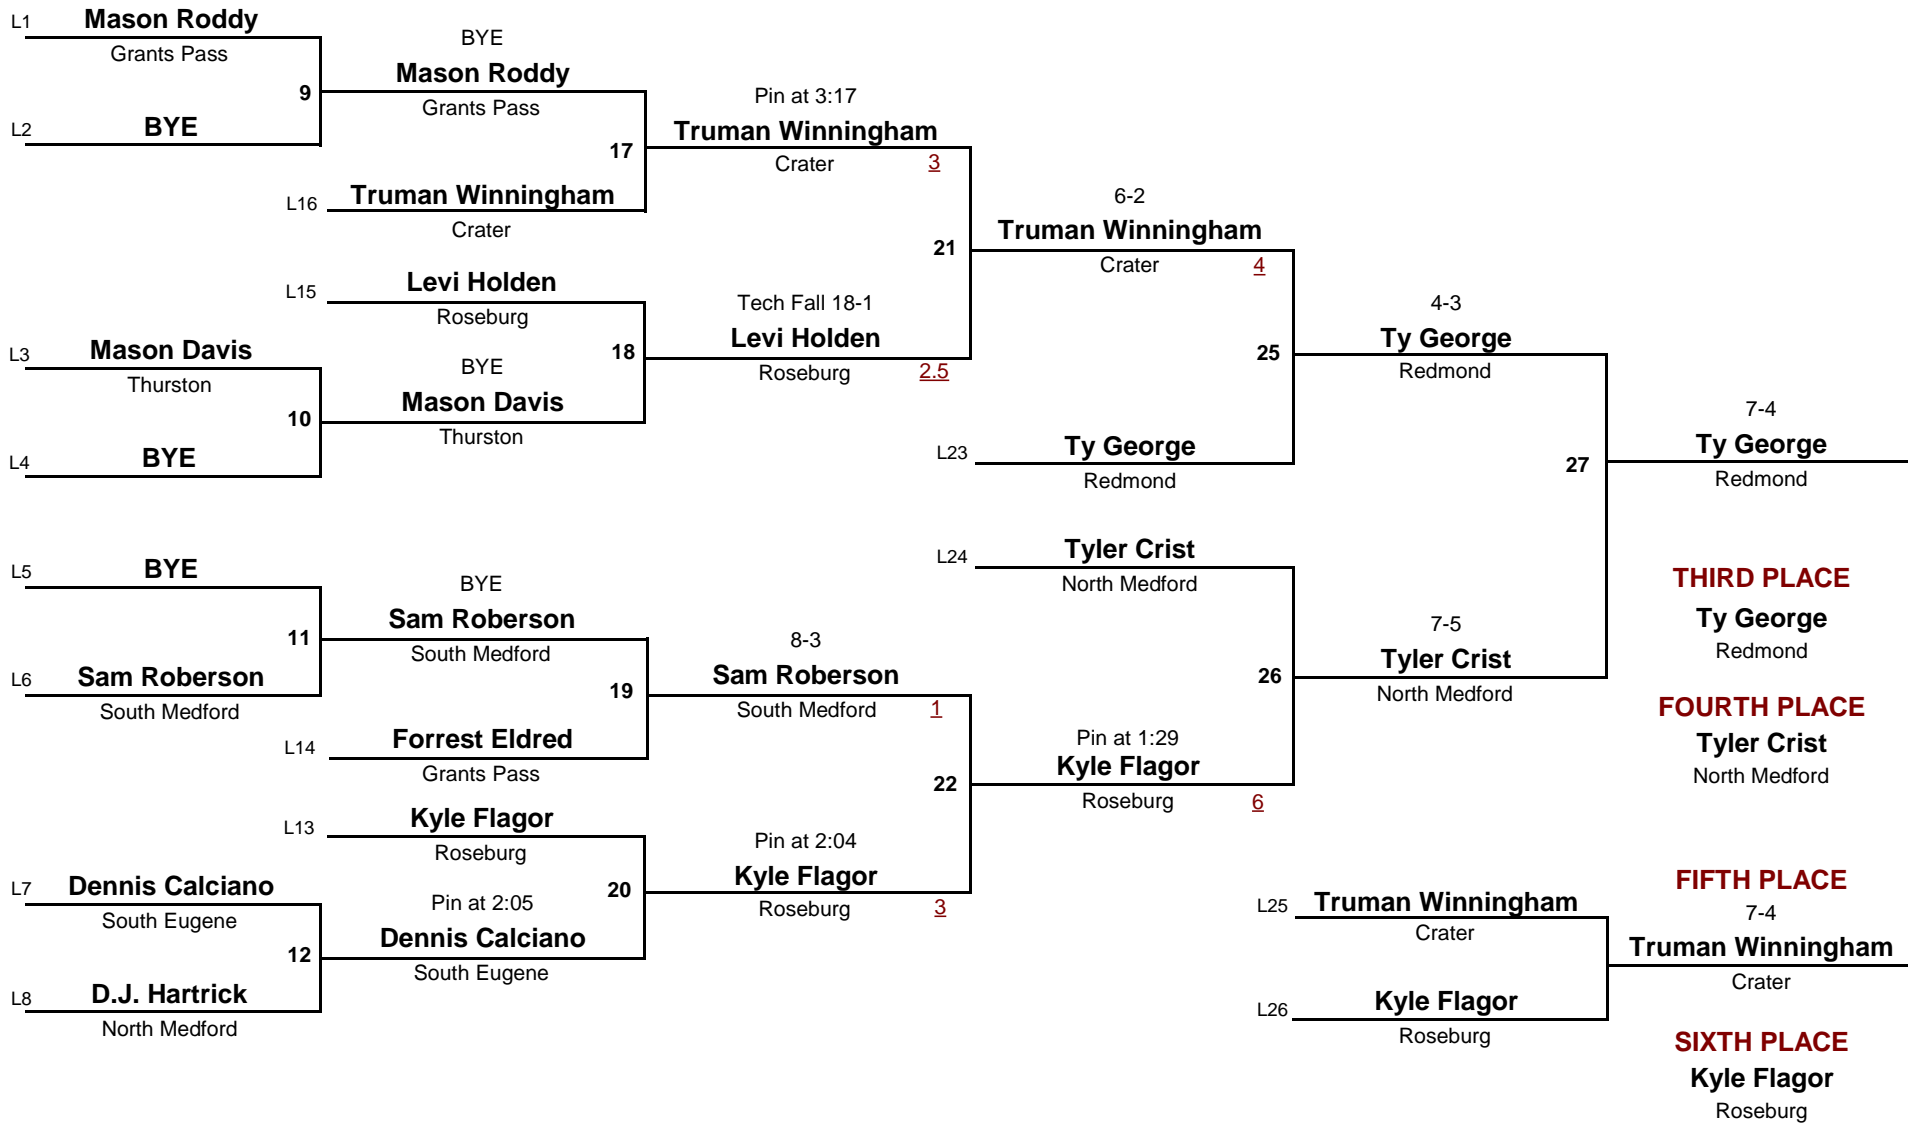 L1 Mason Roddy
Grants Pass
9
L2 BYE
BYE
Mason Roddy
Grants Pass
17
L16 Truman Winningham
Crater
Pin at 3:17
Truman Winningham
Crater 3
21
L15 Levi Holden
Roseburg
18
L3 Mason Davis
Thurston
10
L4 BYE
BYE
Mason Davis
Thurston
Tech Fall 18-1
Levi Holden
Roseburg 2.5
6-2
Truman Winningham
Crater 4
25
L23 Ty George
Redmond
4-3
Ty George
Redmond
27
7-4
Ty George
Redmond
L5 BYE
11
L6 Sam Roberson
South Medford
BYE
Sam Roberson
South Medford
19
L14 Forrest Eldred
Grants Pass
8-3
Sam Roberson
South Medford 1
22
L13 Kyle Flagor
Roseburg
20
L7 Dennis Calciano
South Eugene
12
L8 D.J. Hartrick
North Medford
Pin at 2:05
Dennis Calciano
South Eugene
Pin at 2:04
Kyle Flagor
Roseburg 3
L24 Tyler Crist
North Medford
26
Pin at 1:29
Kyle Flagor
Roseburg 6
7-5
Tyler Crist
North Medford
THIRD PLACE
Ty George
Redmond
FOURTH PLACE
Tyler Crist
North Medford
L25 Truman Winningham
Crater
L26 Kyle Flagor
Roseburg
FIFTH PLACE
7-4
Truman Winningham
Crater
SIXTH PLACE
Kyle Flagor
Roseburg